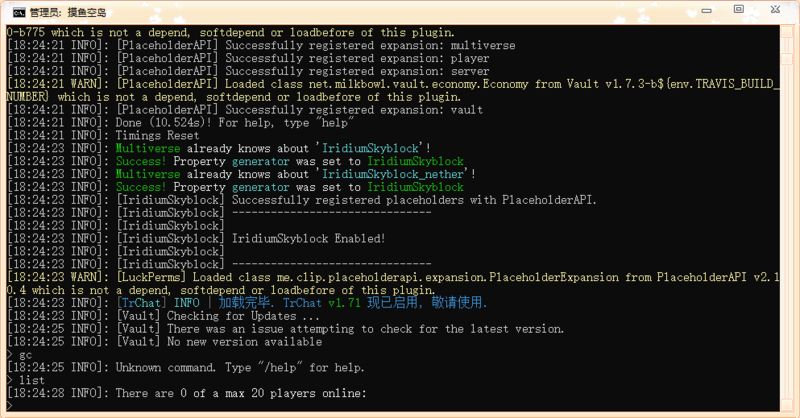 管理员: 摸鱼空岛
0-b775 which is not a depend, softdepend or loadbefore of this plugin.
[18:24:21 INFO]: [PlaceholderAPI] Successfully registered expansion: multiverse
[18:24:21 INFO]: [PlaceholderAPI] Successfully registered expansion: player
[18:24:21 INFO]: [PlaceholderAPI] Successfully registered expansion: server
[18:24:21 WARN]: [PlaceholderAPI] Loaded class net.milkbowl.vault.economy.Economy from Vault v1.7.3-b${env.TRAVIS_BUILD_
NUMBER} which is not a depend, softdepend or loadbefore of this plugin.
[18:24:21 INFO]: [PlaceholderAPI] Successfully registered expansion: vault
[18:24:21 INFO]: Done (10.524s)! For help, type "help"
[18:24:21 INFO]: Timings Reset
[18:24:23 INFO]: Multiverse already knows about 'IridiumSkyblock'!
[18:24:23 INFO]: Success! Property generator was set to IridiumSkyblock
[18:24:23 INFO]: Multiverse already knows about 'IridiumSkyblock_nether'!
[18:24:23 INFO]: Success! Property generator was set to IridiumSkyblock
[18:24:23 INFO]: [IridiumSkyblock] Successfully registered placeholders with PlaceholderAPI.
[18:24:23 INFO]: [IridiumSkyblock] -------------------------------
[18:24:23 INFO]: [IridiumSkyblock]
[18:24:23 INFO]: [IridiumSkyblock] IridiumSkyblock Enabled!
[18:24:23 INFO]: [IridiumSkyblock]
[18:24:23 INFO]: [IridiumSkyblock] -------------------------------
[18:24:23 WARN]: [LuckPerms] Loaded class me.clip.placeholderapi.expansion.PlaceholderExpansion from PlaceholderAPI v2.1
0.4 which is not a depend, softdepend or loadbefore of this plugin.
[18:24:23 INFO]: [TrChat] INFO | 加载完毕. TrChat v1.71 现已启用, 敬请使用.
[18:24:23 INFO]: [Vault] Checking for Updates ...
[18:24:25 INFO]: [Vault] There was an issue attempting to check for the latest version.
[18:24:25 INFO]: [Vault] No new version available
> gc
[18:24:25 INFO]: Unknown command. Type "/help" for help.
> list
[18:24:28 INFO]: There are 0 of a max 20 players online:
>